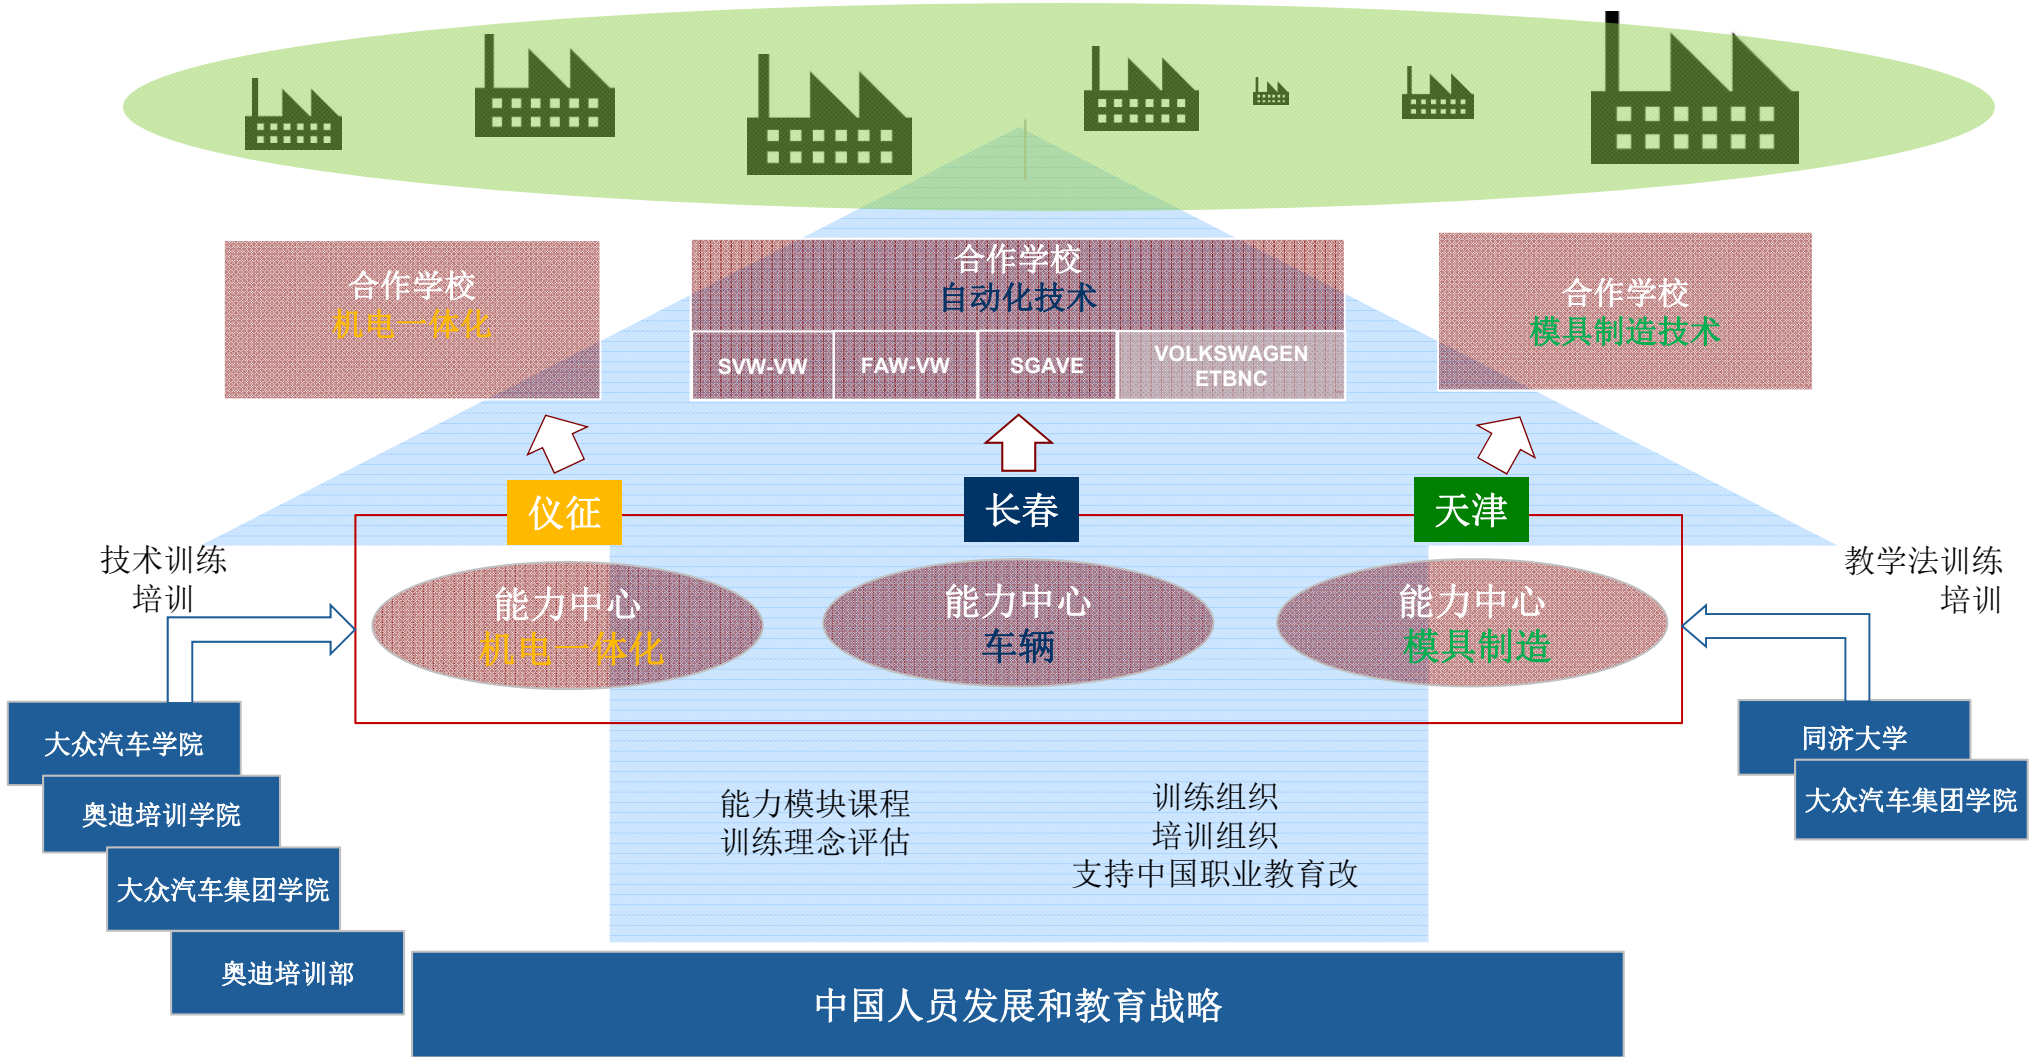 合作学校
机电一体化
合作学校
自动化技术
SVW-VW
FAW-VW
SGAVE
VOLKSWAGEN
ETBNC
合作学校
模具制造技术
仪征
长春
天津
技术训练
培训
教学法训练
培训
能力中心
机电一体化
能力中心
车辆
能力中心
模具制造
大众汽车学院
奥迪培训学院
大众汽车集团学院
奥迪培训部
同济大学
大众汽车集团学院
能力模块课程
训练理念评估
训练组织
培训组织
支持中国职业教育改
中国人员发展和教育战略